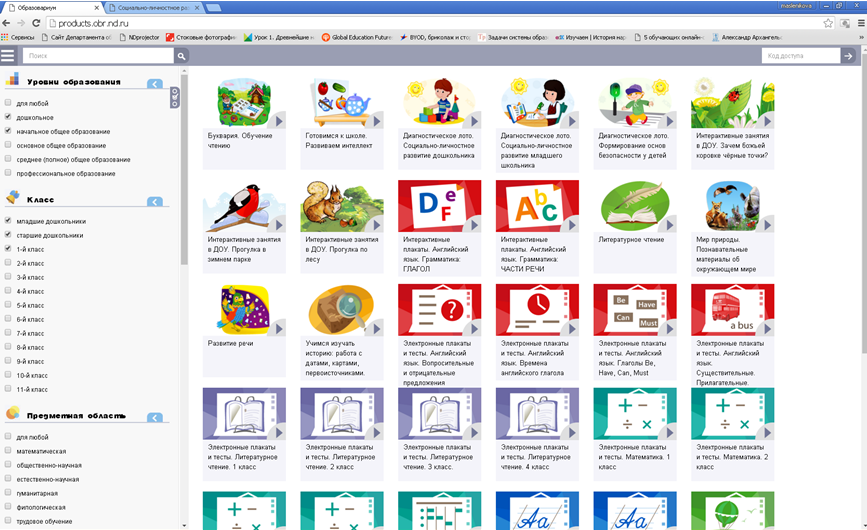 Образовариум
Социально-личностное раз
maslenikova
products.obr.nd.ru
Сервисы
Сайт Департамента об
NDprojector
Стоковые фотографи
Урок 1. Древнейшие н
Global Education Future
BYOD, бриколаж и сто
Задачи системы образ
«Изучаем | История нар
5 обучающих онлайн-
Александр Архангель
Поиск
Код доступа
Уровни образования
для любой
дошкольное
начальное общее образование
основное общее образование
среднее (полное) общее образование
профессиональное образование
Класс
младшие дошкольники
старшие дошкольники
1-й класс
2-й класс
3-й класс
4-й класс
5-й класс
6-й класс
7-й класс
8-й класс
9-й класс
10-й класс
11-й класс
Предметная область
для любой
математическая
общественно-научная
естественно-научная
гуманитарная
филологическая
трудовое обучение
Буквария. Обучение
чтению
Готовимся к школе.
Развиваем интеллект
Диагностическое лото.
Социально-личностное
развитие дошкольника
Диагностическое лото.
Социально-личностное
развитие младшего
школьника
Диагностическое лото.
Формирование основ
безопасности у детей
Интерактивные занятия
в ДОУ. Зачем божьей
коровке чёрные точки?
Интерактивные занятия
в ДОУ. Прогулка в
зимнем парке
Интерактивные занятия
в ДОУ. Прогулка по
лесу
D e F
Интерактивные
плакаты. Английский
язык. Грамматика:
ГЛАГОЛ
A b c
Интерактивные
плакаты. Английский
язык. Грамматика:
ЧАСТИ РЕЧИ
Литературное чтение
Мир природы.
Познавательные
материалы об
окружающем мире
Развитие речи
Учимся изучать
историю: работа с
датами, картами,
первоисточниками.
?
Электронные плакаты
и тесты. Английский
язык. Вопросительные
и отрицательные
предложения
Электронные плакаты
и тесты. Английский
язык. Времена
английского глагола
Be
Have
Can
Must
Электронные плакаты
и тесты. Английский
язык. Глаголы Be,
Have, Can, Must
a bus
Электронные плакаты
и тесты. Английский
язык.
Существительные.
Прилагательные.
Электронные плакаты
и тесты. Литературное
чтение. 1 класс
Электронные плакаты
и тесты. Литературное
чтение. 2 класс
Электронные плакаты
и тесты. Литературное
чтение. 3 класс
Электронные плакаты
и тесты. Литературное
чтение. 4 класс
+ −
÷ ×
Электронные плакаты
и тесты. Математика. 1
класс
+ −
÷ ×
Электронные плакаты
и тесты. Математика. 2
класс
+ −
÷ ×
+ −
÷ ×
Аа
Аа